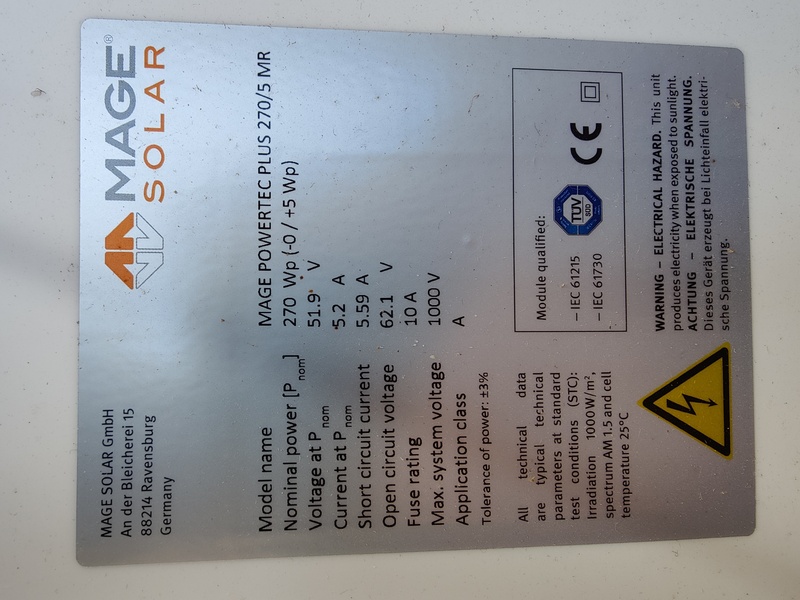 MAGE®
SOLAR
MAGE SOLAR GmbH
An der Bleicherei 15
88214 Ravensburg
Germany
Model name MAGE POWERTEC PLUS 270/5 MR
Nominal power [Pnom] 270 Wp (-0 / +5 Wp)
Voltage at Pnom 51.9 V
Current at Pnom 5.2 A
Short circuit current 5.59 A
Open circuit voltage 62.1 V
Fuse rating 10 A
Max. system voltage 1000 V
Application class A
Tolerance of power: ±3%
All technical data
are typical technical
parameters at standard
test conditions (STC):
Irradiation 1000 W/m²,
spectrum AM 1.5 and cell
temperature 25°C
Module qualified:
– IEC 61215
– IEC 61730
TÜV
SÜD
CE
WARNING – ELECTRICAL HAZARD. This unit
produces electricity when exposed to sunlight.
ACHTUNG – ELEKTRISCHE SPANNUNG.
Dieses Gerät erzeugt bei Lichteinfall elektri-
sche Spannung.